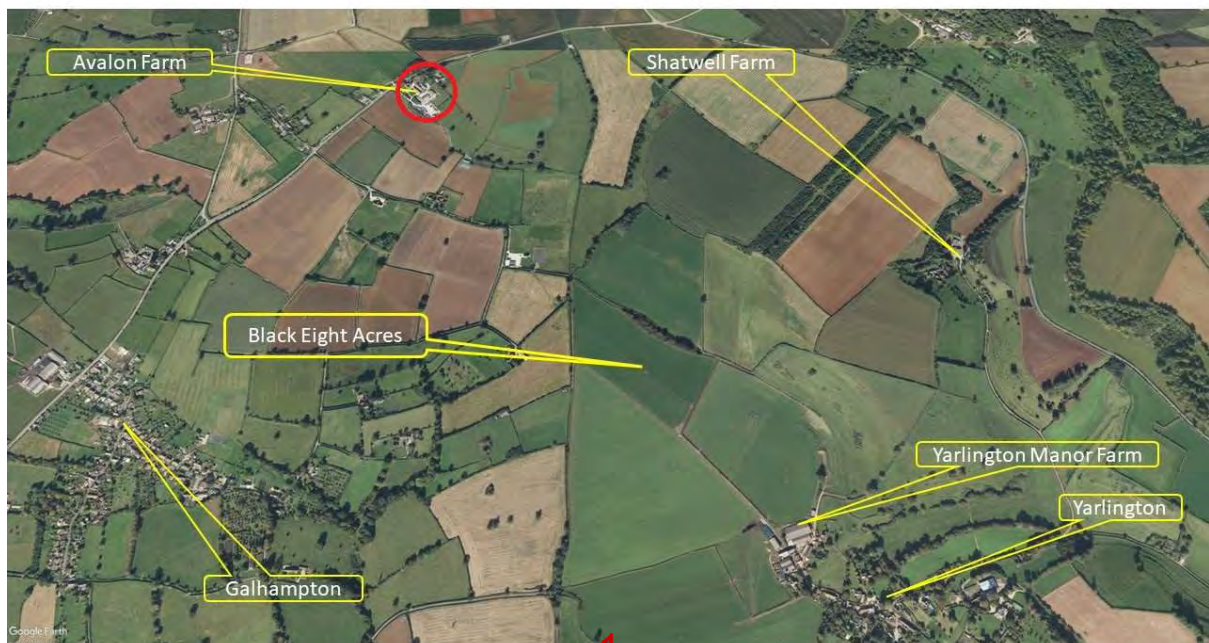 Avalon Farm
Shatwell Farm
Black Eight Acres
Yarlington Manor Farm
Yarlington
Galhampton
Google Earth